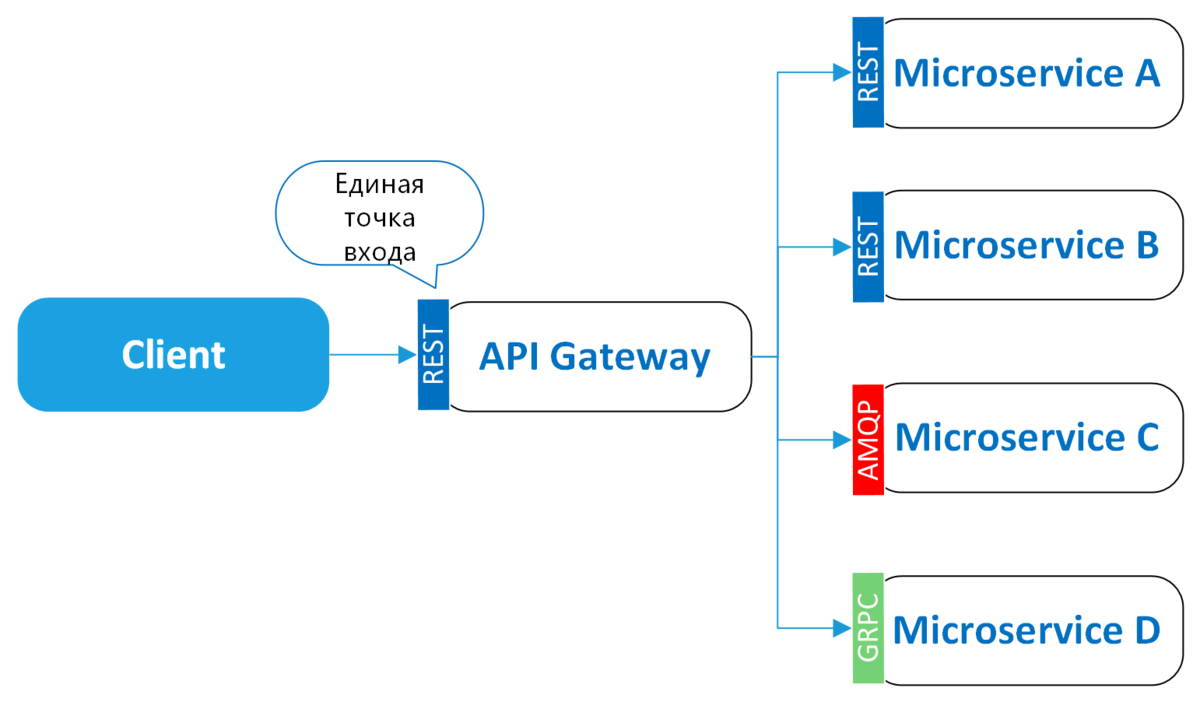 Единая
точка
входа
Client
REST
API Gateway
REST
Microservice A
REST
Microservice B
AMQP
Microservice C
GRPC
Microservice D